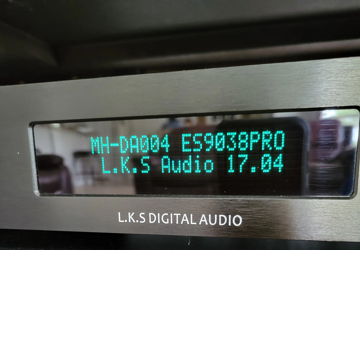 MH-DA004 ES9038PRO
L.K.S Audio 17.04
L.K.S DIGITAL AUDIO